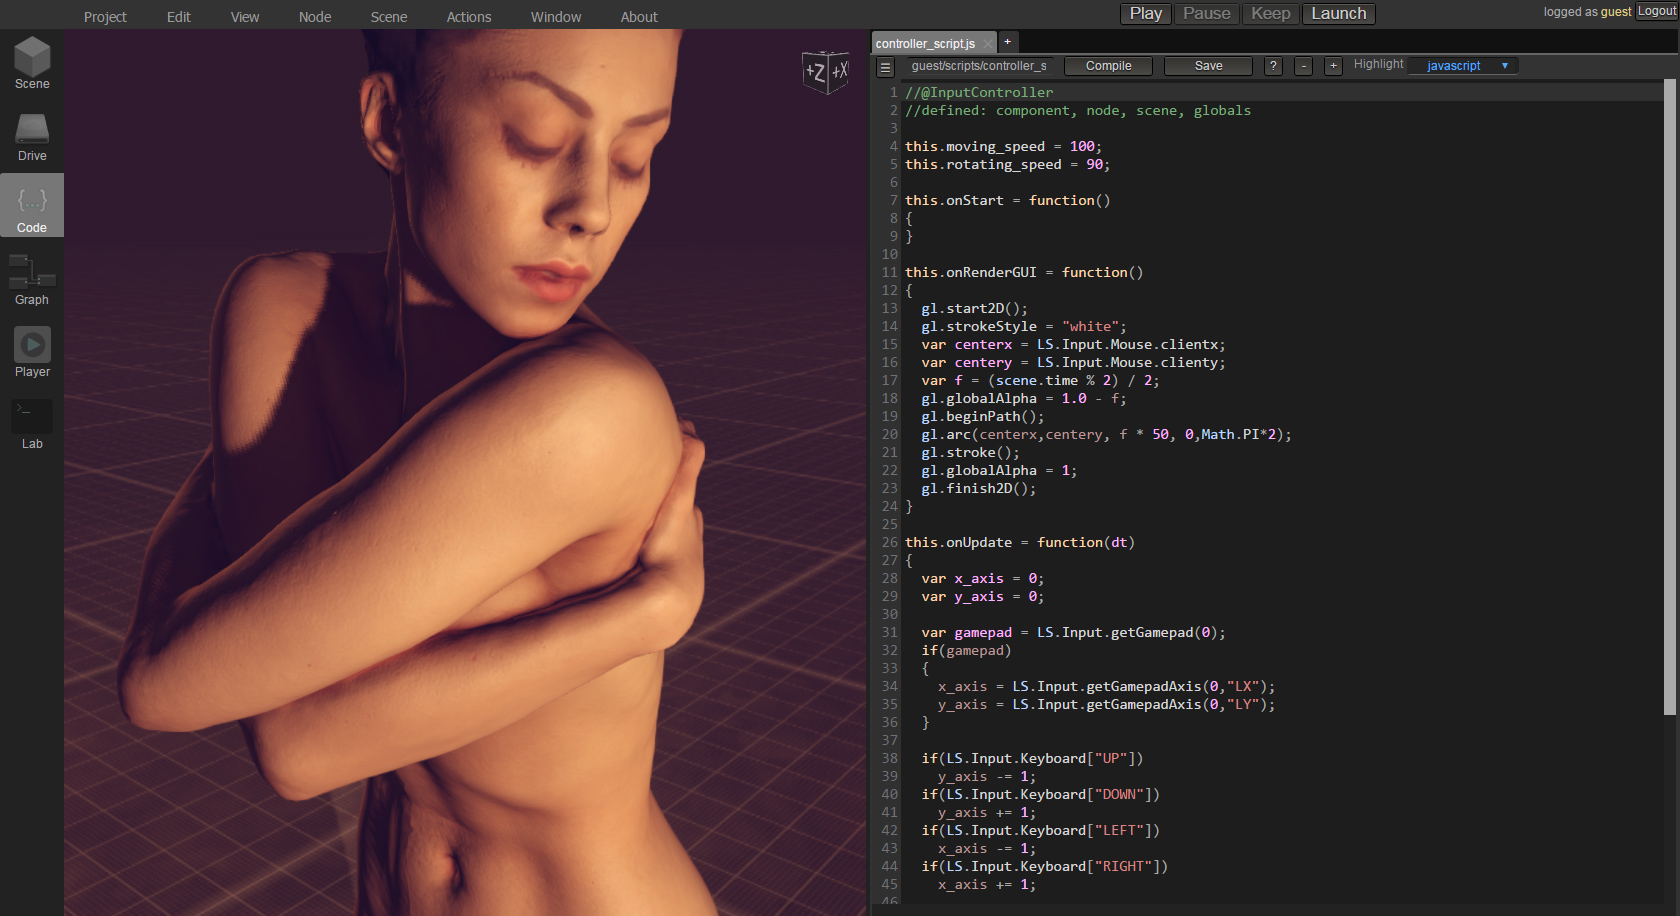 Project Edit View Node Scene Actions Window About Play Pause Keep Launch logged as guest Logout
Scene
Drive
{...}
Code
Graph
Player
>_
Lab
+Z +X
controller_script.js × +
☰ guest/scripts/controller_s Compile Save ? - + Highlight javascript ▼
1 //@InputController
2 //defined: component, node, scene, globals
3
4 this.moving_speed = 100;
5 this.rotating_speed = 90;
6
7 this.onStart = function()
8 {
9 }
10
11 this.onRenderGUI = function()
12 {
13 gl.start2D();
14 gl.strokeStyle = "white";
15 var centerx = LS.Input.Mouse.clientx;
16 var centery = LS.Input.Mouse.clienty;
17 var f = (scene.time % 2) / 2;
18 gl.globalAlpha = 1.0 - f;
19 gl.beginPath();
20 gl.arc(centerx,centery, f * 50, 0,Math.PI*2);
21 gl.stroke();
22 gl.globalAlpha = 1;
23 gl.finish2D();
24 }
25
26 this.onUpdate = function(dt)
27 {
28 var x_axis = 0;
29 var y_axis = 0;
30
31 var gamepad = LS.Input.getGamepad(0);
32 if(gamepad)
33 {
34 x_axis = LS.Input.getGamepadAxis(0,"LX");
35 y_axis = LS.Input.getGamepadAxis(0,"LY");
36 }
37
38 if(LS.Input.Keyboard["UP"])
39 y_axis -= 1;
40 if(LS.Input.Keyboard["DOWN"])
41 y_axis += 1;
42 if(LS.Input.Keyboard["LEFT"])
43 x_axis -= 1;
44 if(LS.Input.Keyboard["RIGHT"])
45 x_axis += 1;
46